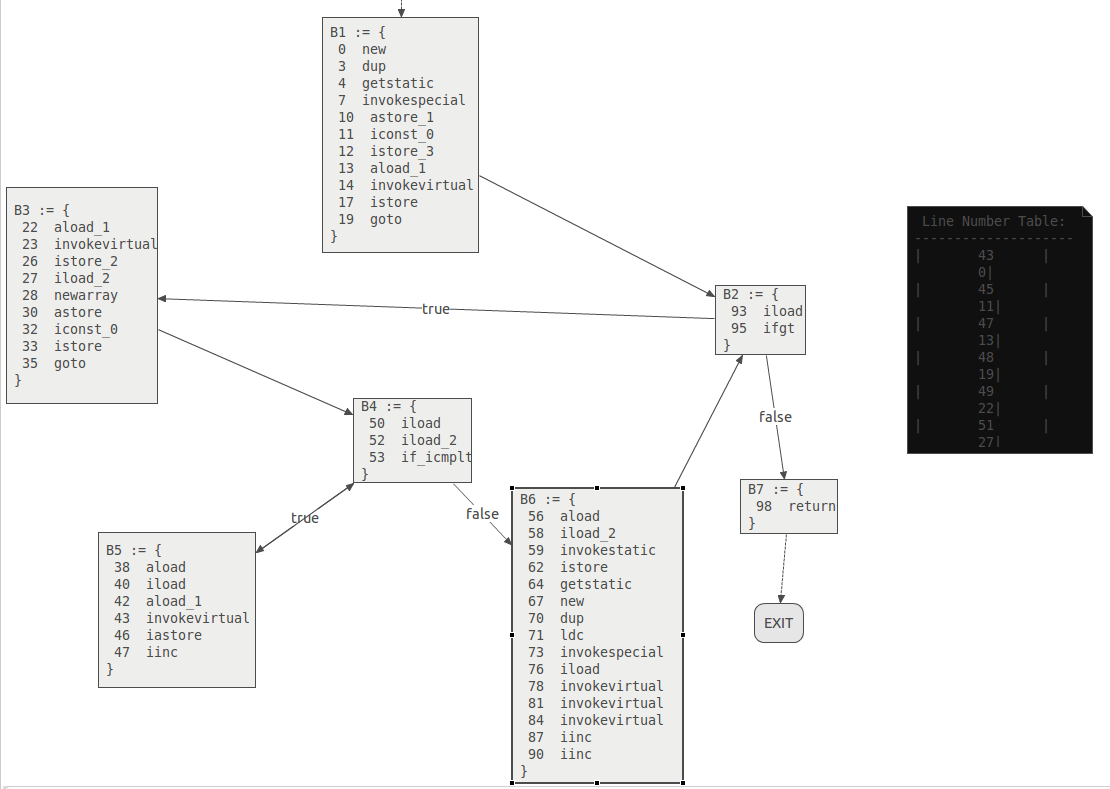 B1 := {
0 new
3 dup
4 getstatic
7 invokespecial
10 astore_1
11 iconst_0
12 istore_3
13 aload_1
14 invokevirtual
17 istore
19 goto
}
B3 := {
22 aload_1
23 invokevirtual
26 istore_2
27 iload_2
28 newarray
30 astore
32 iconst_0
33 istore
35 goto
}
true
B2 := {
93 iload
95 ifgt
}
Line Number Table:
--------------------
| 43 |
0|
| 45 |
11|
| 47 |
13|
| 48 |
19|
| 49 |
22|
| 51 |
27|
B4 := {
50 iload
52 iload_2
53 if_icmplt
}
false
true
false
B5 := {
38 aload
40 iload
42 aload_1
43 invokevirtual
46 iastore
47 iinc
}
B6 := {
56 aload
58 iload_2
59 invokestatic
62 istore
64 getstatic
67 new
70 dup
71 ldc
73 invokespecial
76 iload
78 invokevirtual
81 invokevirtual
84 invokevirtual
87 iinc
90 iinc
}
B7 := {
98 return
}
EXIT